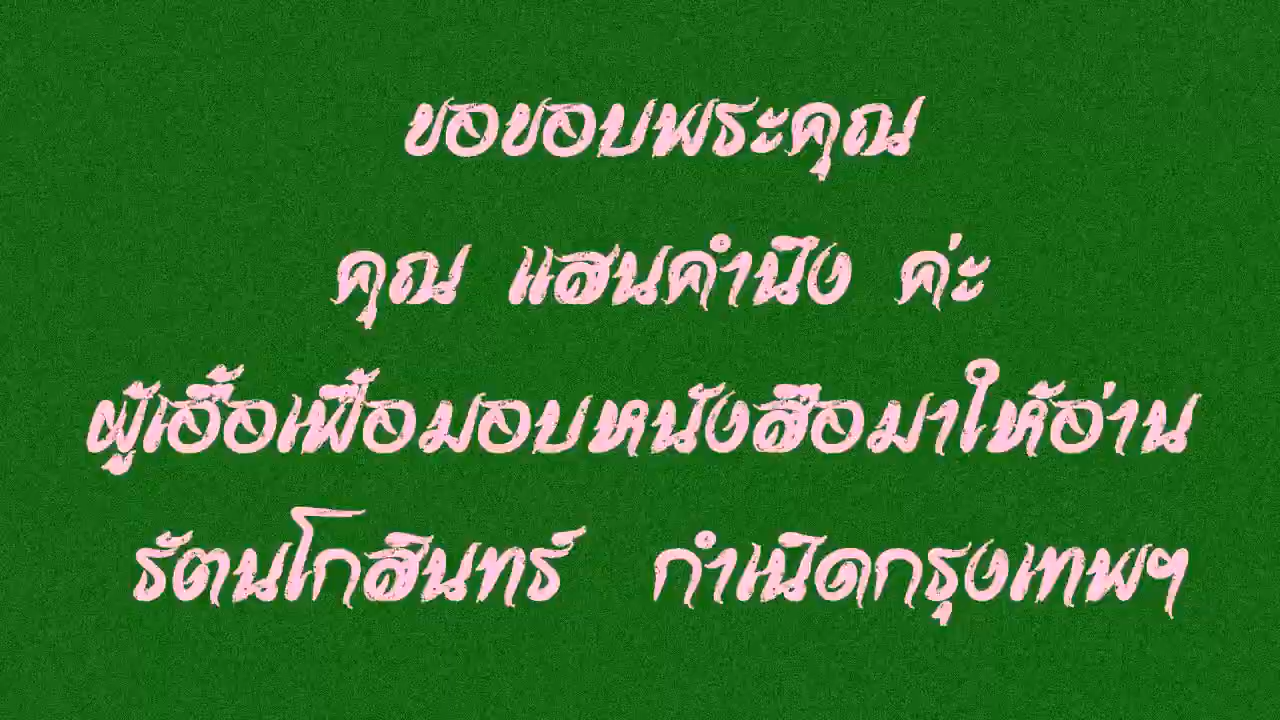 ขอขอบพระคุณ
คุณ แสนคำนึง ค่ะ
ผู้เอื้อเฟื้อมอบหนังสือมาให้อ่าน
รัตนโกสินทร์ กำเนิดกรุงเทพฯ